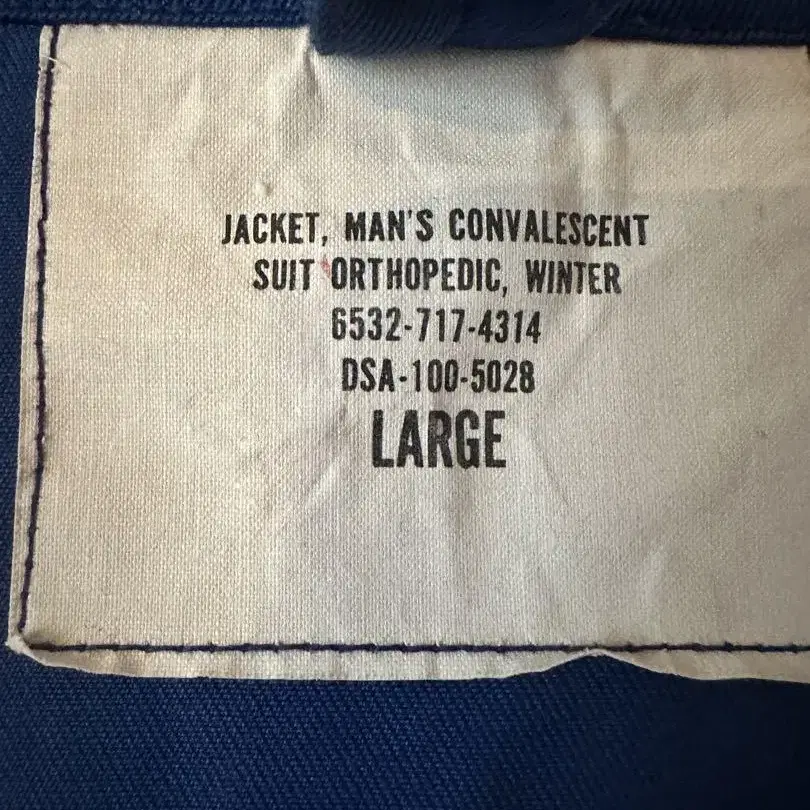 JACKET, MAN'S CONVALESCENT
SUIT ORTHOPEDIC, WINTER
6532-717-4314
DSA-100-5028
LARGE